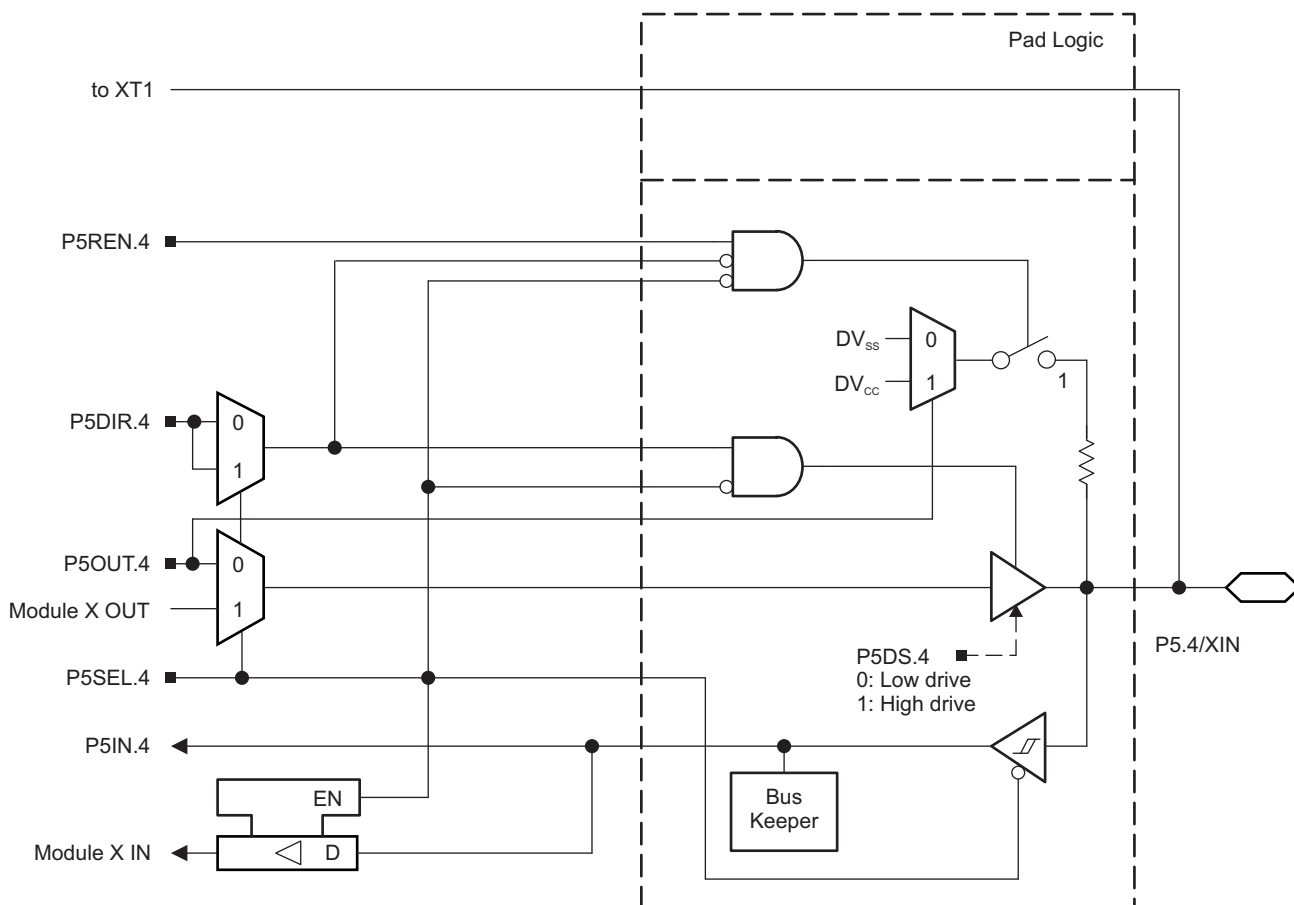 Pad Logic
to XT1
P5REN.4
DVSS
0
DVCC
1
1
P5DIR.4
0
1
P5OUT.4
0
Module X OUT
1
P5DS.4
0: Low drive
1: High drive
P5.4/XIN
P5SEL.4
P5IN.4
EN
Bus
Keeper
Module X IN
D